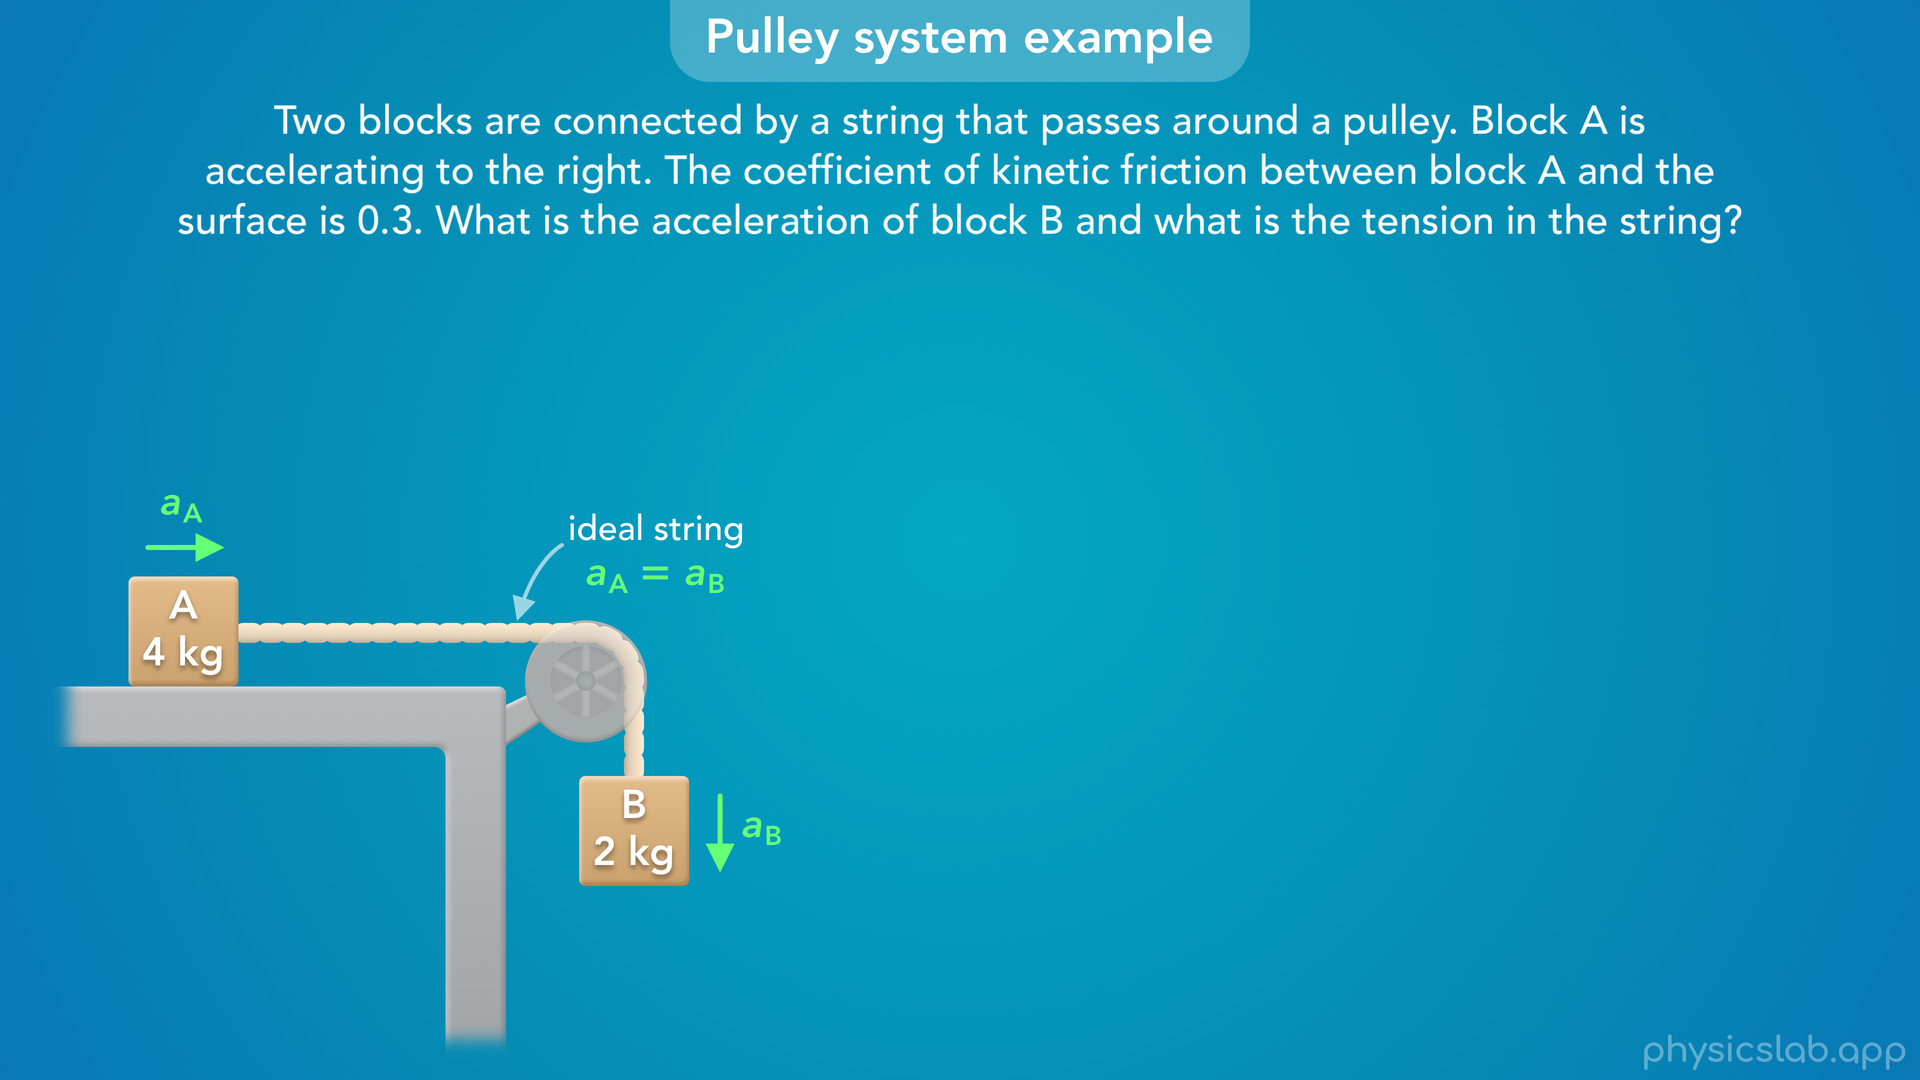 Pulley system example
Two blocks are connected by a string that passes around a pulley. Block A is
accelerating to the right. The coefficient of kinetic friction between block A and the
surface is 0.3. What is the acceleration of block B and what is the tension in the string?
aA
ideal string
aA = aB
A
4 kg
B
2 kg
aB
physicslab.app